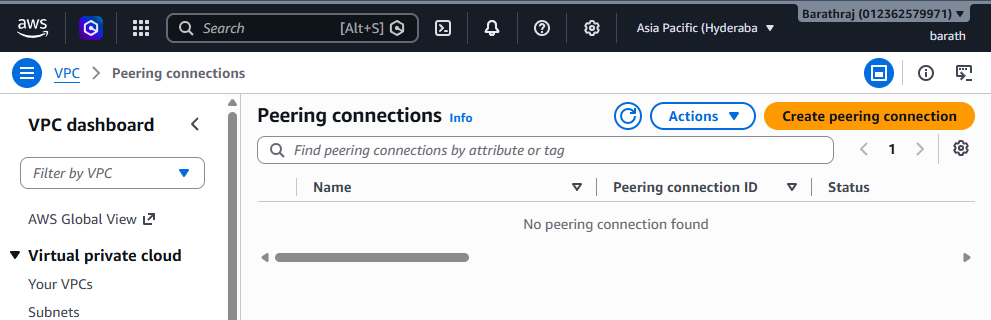 aws Search [Alt+S] Asia Pacific (Hyderaba Barathraj (012362579971)
barath
VPC Peering connections
VPC dashboard
Filter by VPC
AWS Global View
Virtual private cloud
Your VPCs
Subnets
Peering connections Info Actions Create peering connection
Find peering connections by attribute or tag 1
Name Peering connection ID Status
No peering connection found